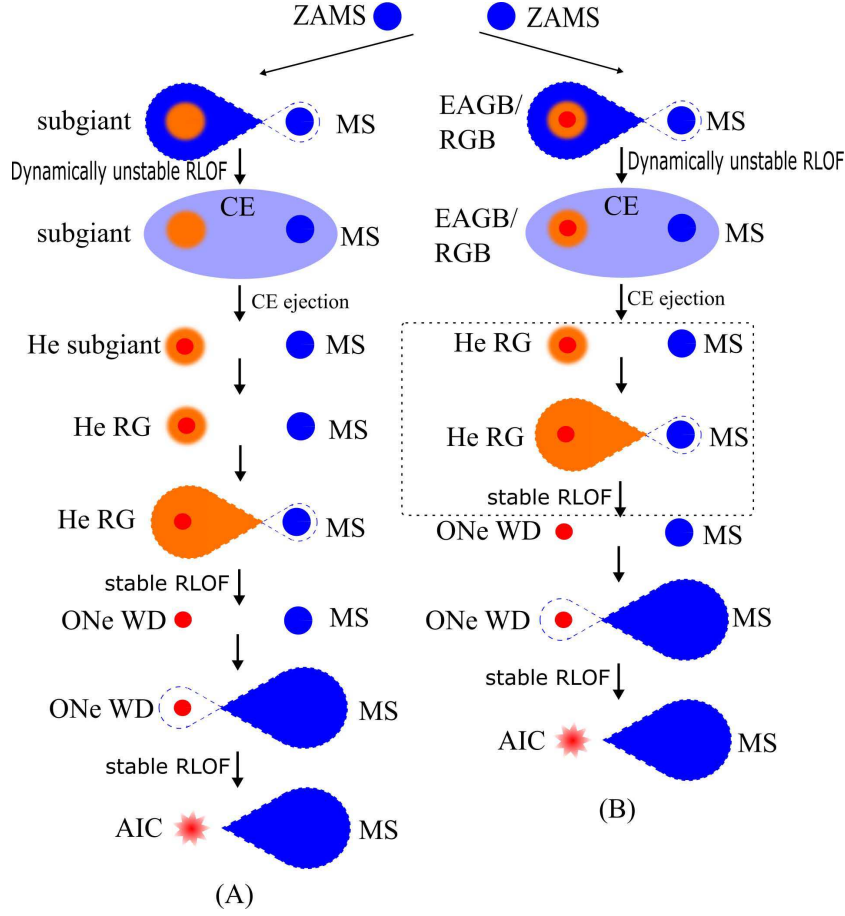 ZAMS
ZAMS
subgiant
MS
Dynamically unstable RLOF
CE
subgiant
MS
CE ejection
He subgiant
MS
He RG
MS
He RG
MS
stable RLOF
ONe WD
MS
ONe WD
MS
stable RLOF
AIC
MS
(A)
EAGB/
RGB
MS
Dynamically unstable RLOF
CE
EAGB/
RGB
MS
CE ejection
He RG
MS
He RG
MS
stable RLOF
ONe WD
MS
ONe WD
MS
stable RLOF
AIC
MS
(B)